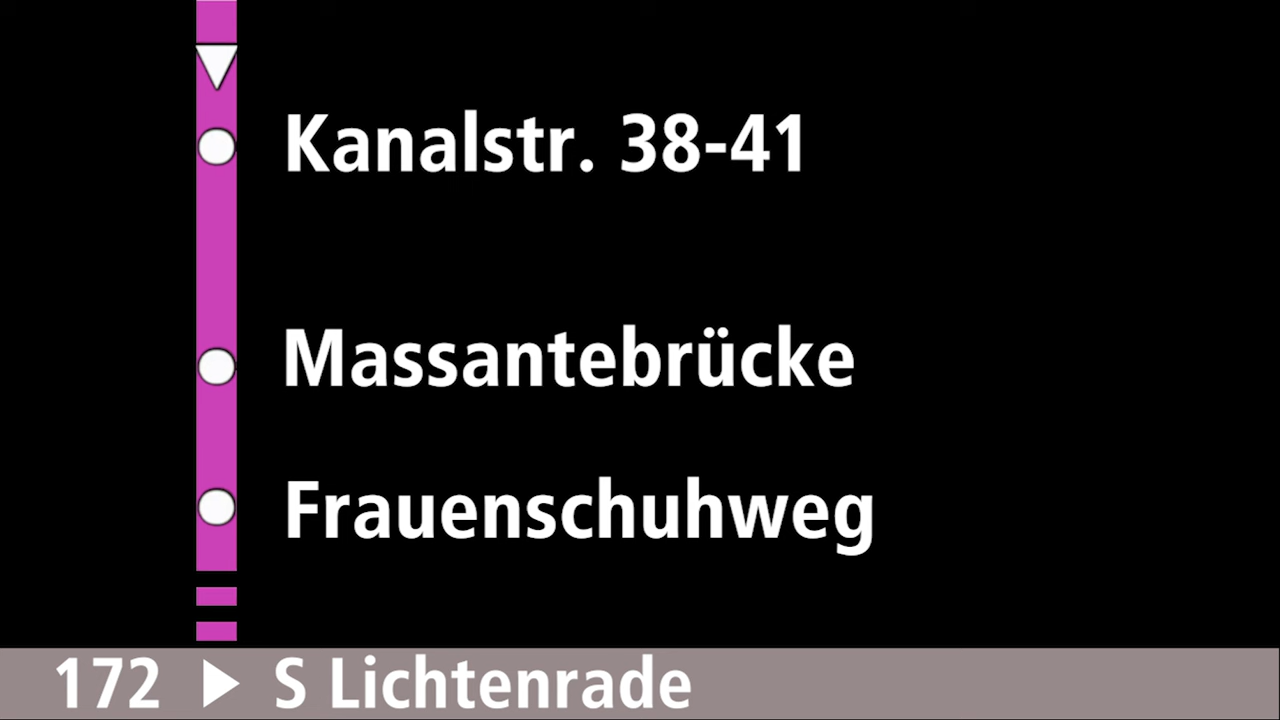 Kanalstr. 38-41
Massantebrücke
Frauenschuhweg
172 ▶ S Lichtenrade